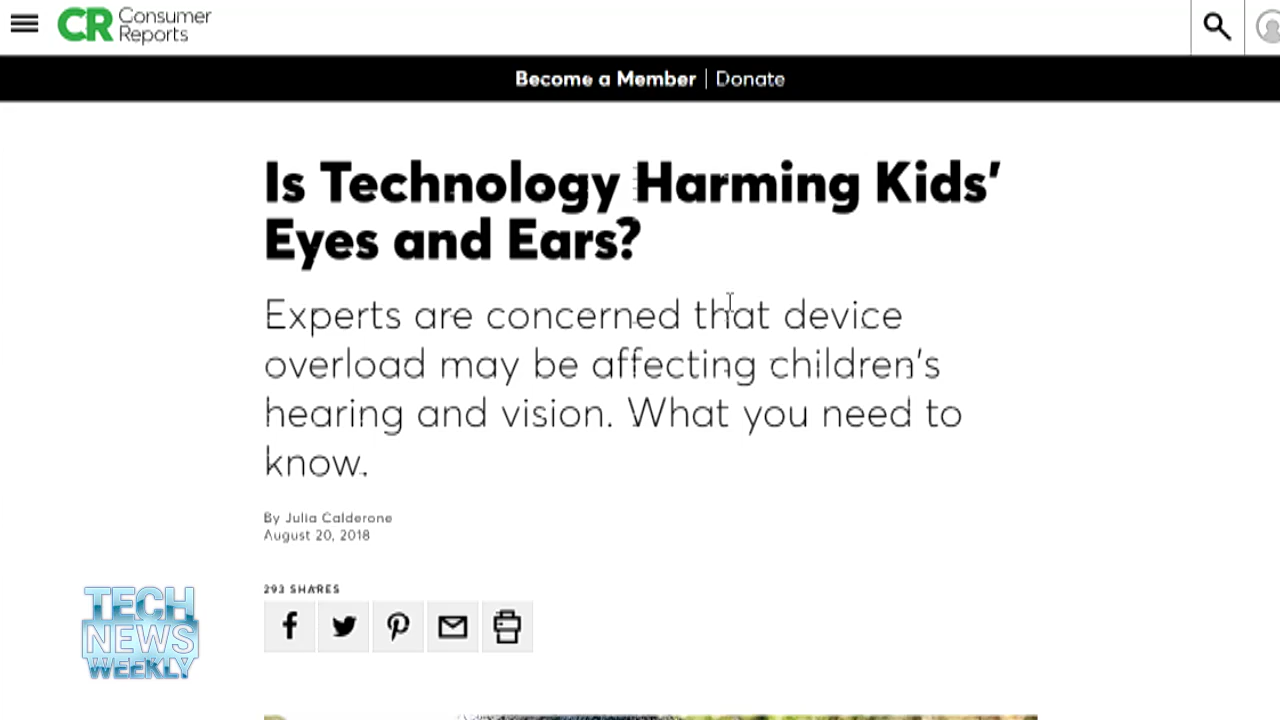 CR Consumer
Reports
Become a Member | Donate
Is Technology Harming Kids'
Eyes and Ears?
Experts are concerned that device
overload may be affecting children's
hearing and vision. What you need to
know.
By Julia Calderone
August 20, 2018
293 SHARES
TECH
NEWS
WEEKLY